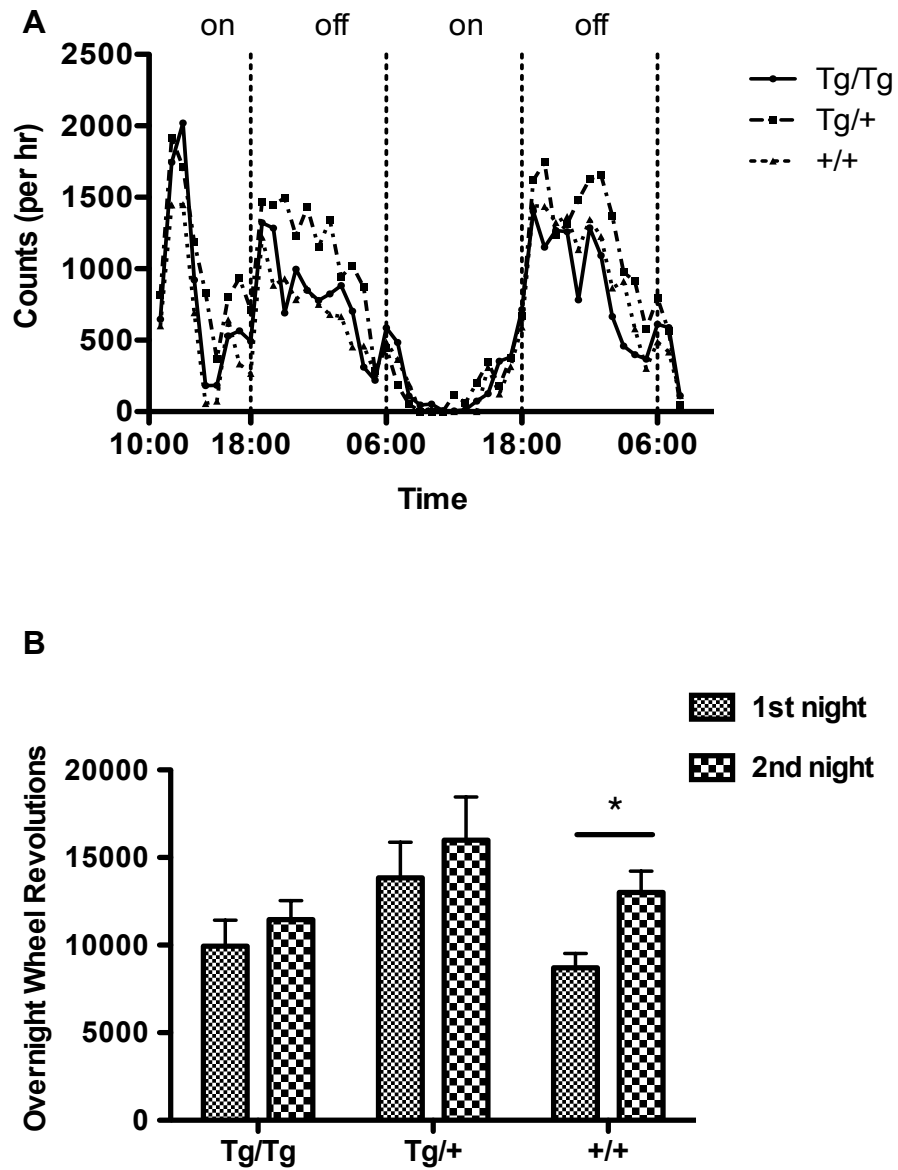 A
on off on off
2500
2000
1500
1000
500
0
Counts (per hr)
10:00 18:00 06:00 18:00 06:00
Time
Tg/Tg
Tg/+
+/+
B
1st night
2nd night
20000
15000
10000
5000
0
Overnight Wheel Revolutions
*
Tg/Tg Tg/+ +/+